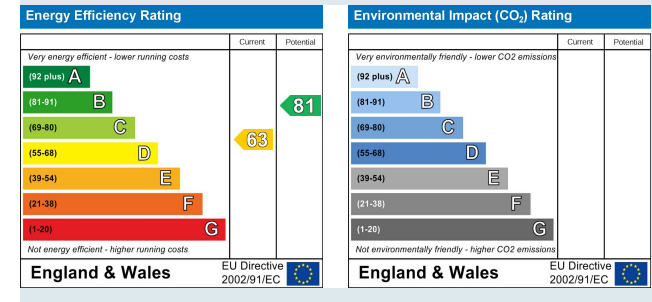 Energy Efficiency Rating
Current Potential
Very energy efficient - lower running costs
(92 plus) A
(81-91) B
(69-80) C
(55-68) D
(39-54) E
(21-38) F
(1-20) G
63
81
Not energy efficient - higher running costs
England & Wales
EU Directive
2002/91/EC
Environmental Impact (CO₂) Rating
Current Potential
Very environmentally friendly - lower CO2 emissions
(92 plus) A
(81-91) B
(69-80) C
(55-68) D
(39-54) E
(21-38) F
(1-20) G
Not environmentally friendly - higher CO2 emissions
England & Wales
EU Directive
2002/91/EC